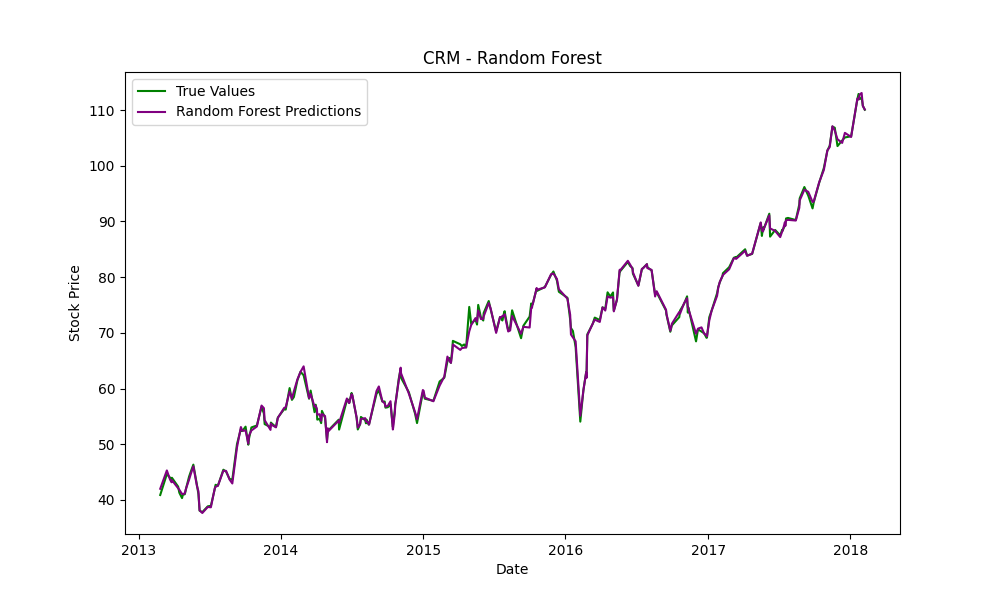 CRM - Random Forest
True Values
Random Forest Predictions
110
100
90
80
70
60
50
40
Stock Price
2013 2014 2015 2016 2017 2018
Date